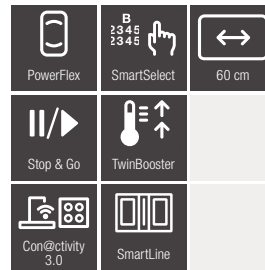 B
2345
2345
PowerFlex
SmartSelect
60 cm
Stop & Go
TwinBooster
Con@ctivity
3.0
SmartLine